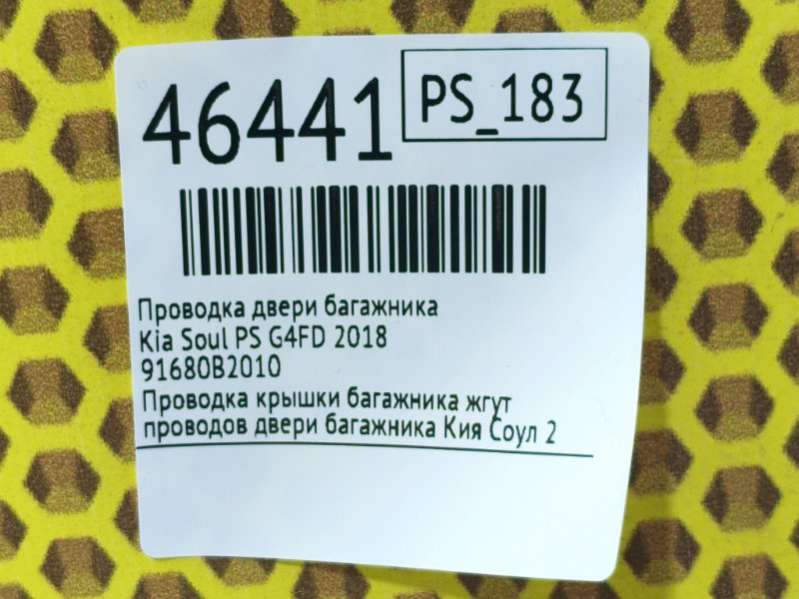 46441
PS_183
Проводка двери багажника
Kia Soul PS G4FD 2018
91680B2010
Проводка крышки багажника жгут
проводов двери багажника Кия Соул 2